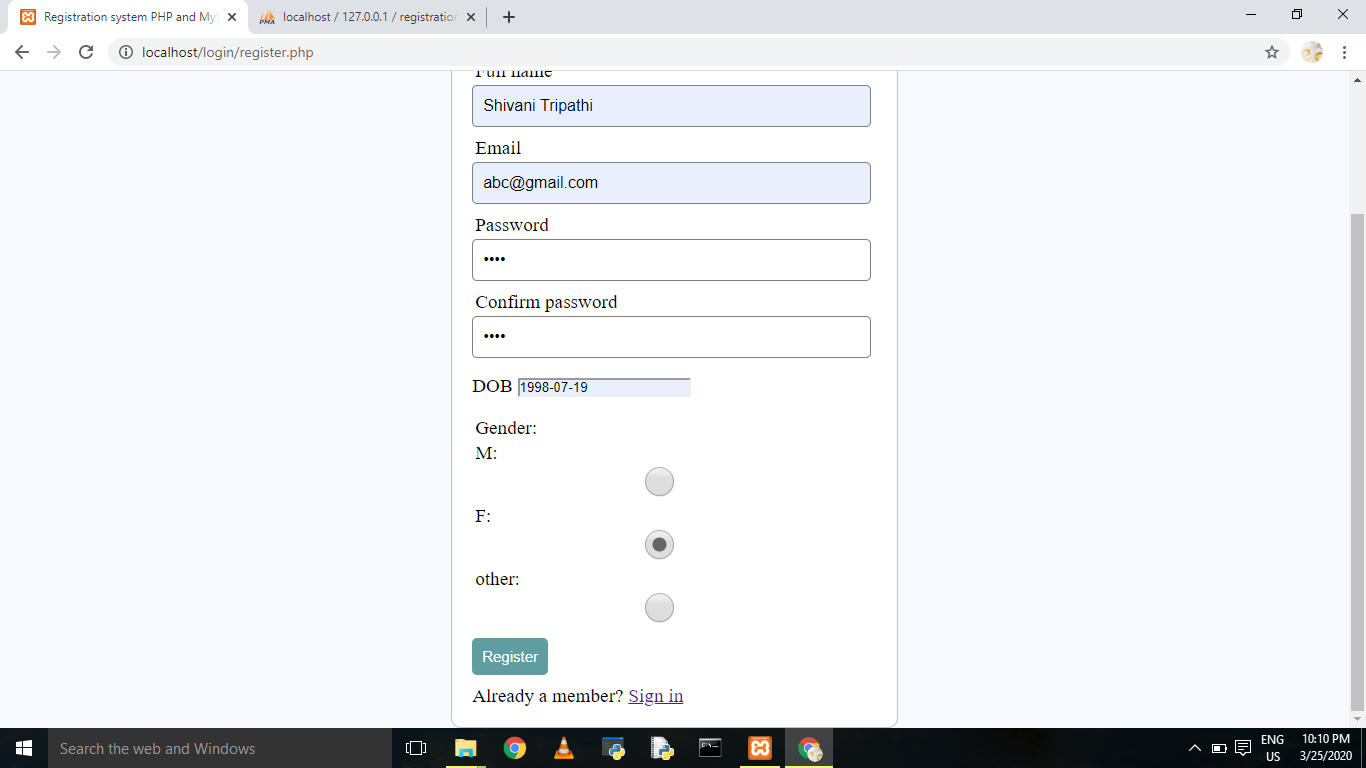 Registration system PHP and My
localhost / 127.0.0.1 / registration
localhost/login/register.php
Full name
Shivani Tripathi
Email
abc@gmail.com
Password
••••
Confirm password
••••
DOB 1998-07-19
Gender:
M:
F:
other:
Register
Already a member? Sign in
Search the web and Windows
ENG 10:10 PM
US 3/25/2020